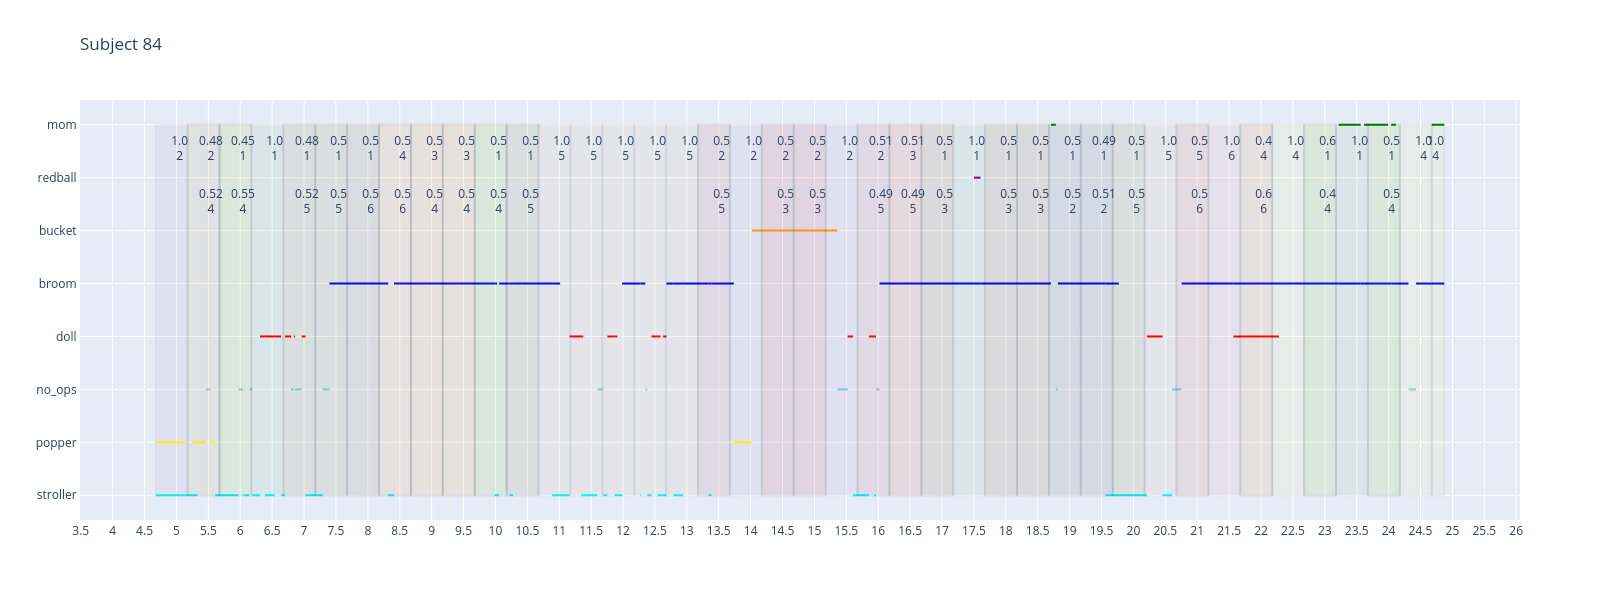 Subject 84
mom
1.0 0.48 0.45 1.0 0.48 0.5 0.5 0.5 0.5 0.5 0.5 0.5 1.0 1.0 1.0 1.0 1.0 0.5 1.0 0.5 0.5 1.0 0.51 0.51 0.5 1.0 0.5 0.5 0.5 0.49 0.5 1.0 0.5 1.0 0.4 1.0 0.6 1.0 0.5 1.0 1.0
2 2 1 1 1 1 1 4 3 3 1 1 5 5 5 5 5 2 2 2 2 2 2 3 1 1 1 1 1 1 1 5 5 6 4 4 1 1 1 4 4
redball
0.52 0.55 0.52 0.5 0.5 0.5 0.5 0.5 0.5 0.5 0.5 0.5 0.5 0.49 0.49 0.5 0.5 0.5 0.5 0.51 0.5 0.5 0.6 0.4 0.5
4 4 5 5 6 6 4 4 4 5 5 3 3 5 5 3 3 3 2 2 5 6 6 4 4
bucket
broom
doll
no_ops
popper
stroller
3.5 4 4.5 5 5.5 6 6.5 7 7.5 8 8.5 9 9.5 10 10.5 11 11.5 12 12.5 13 13.5 14 14.5 15 15.5 16 16.5 17 17.5 18 18.5 19 19.5 20 20.5 21 21.5 22 22.5 23 23.5 24 24.5 25 25.5 26